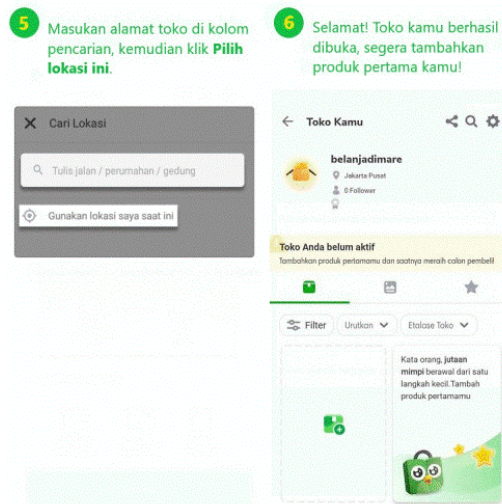 5
Masukan alamat toko di kolom
pencarian, kemudian klik Pilih
lokasi ini.
Cari Lokasi
Tulis jalan / perumahan / gedung
Gunakan lokasi saya saat ini
6
Selamat! Toko kamu berhasil
dibuka, segera tambahkan
produk pertama kamu!
Toko Kamu
belanjadimare
Jakarta Pusat
0 Follower
Toko Anda belum aktif
Tambahkan produk pertamamu dan saatnya meraih calon pembeli!
Filter
Urutkan
Etalase Toko
Kata orang, jutaan
mimpi berawal dari satu
langkah kecil.Tambah
produk pertamamu